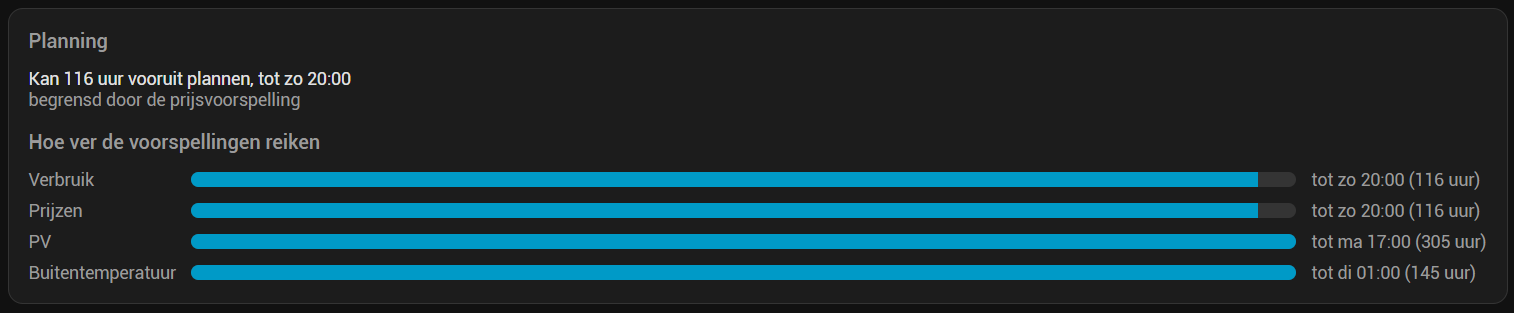 Planning
Kan 116 uur vooruit plannen, tot zo 20:00
begrensd door de prijsvoorspelling
Hoe ver de voorspellingen reiken
Verbruik tot zo 20:00 (116 uur)
Prijzen tot zo 20:00 (116 uur)
PV tot ma 17:00 (305 uur)
Buitentemperatuur tot di 01:00 (145 uur)